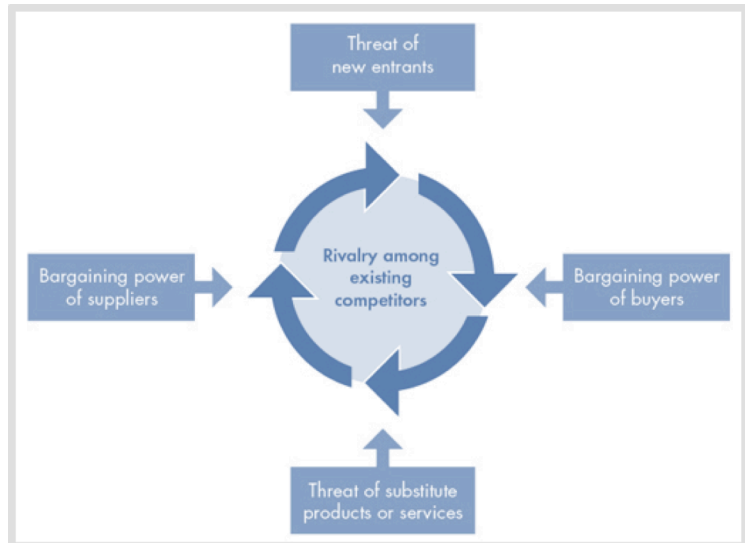 Threat of
new entrants
Bargaining power
of suppliers
Rivalry among
existing
competitors
Bargaining power
of buyers
Threat of substitute
products or services